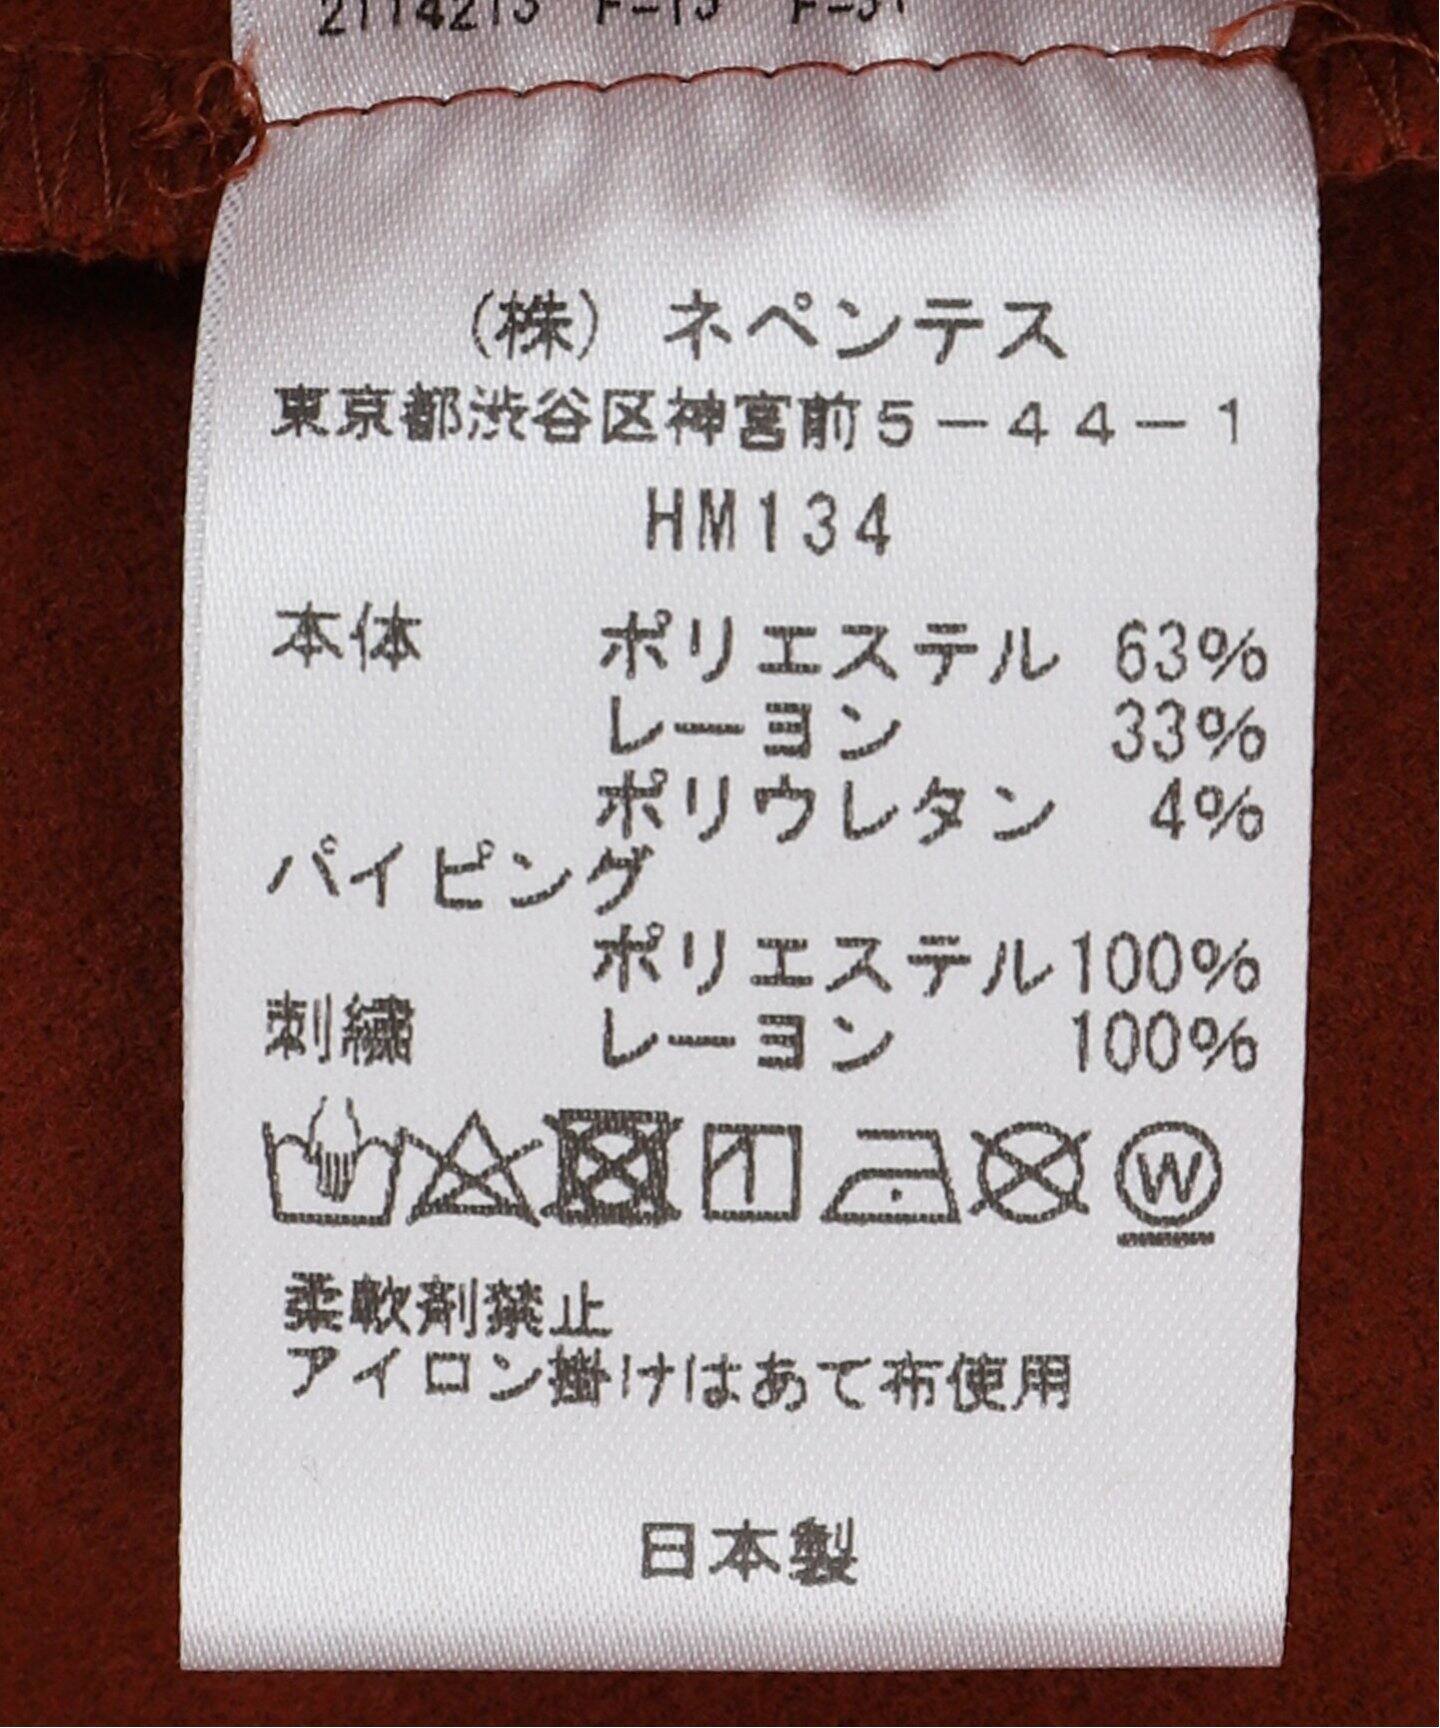 (株) ネペンテス
東京都渋谷区神宮前5-44-1
HM134
本体 ポリエステル 63%
レーヨン 33%
ポリウレタン 4%
パイピング
ポリエステル100%
刺繍 レーヨン 100%
W
柔軟剤禁止
アイロン掛けはあて布使用
日本製